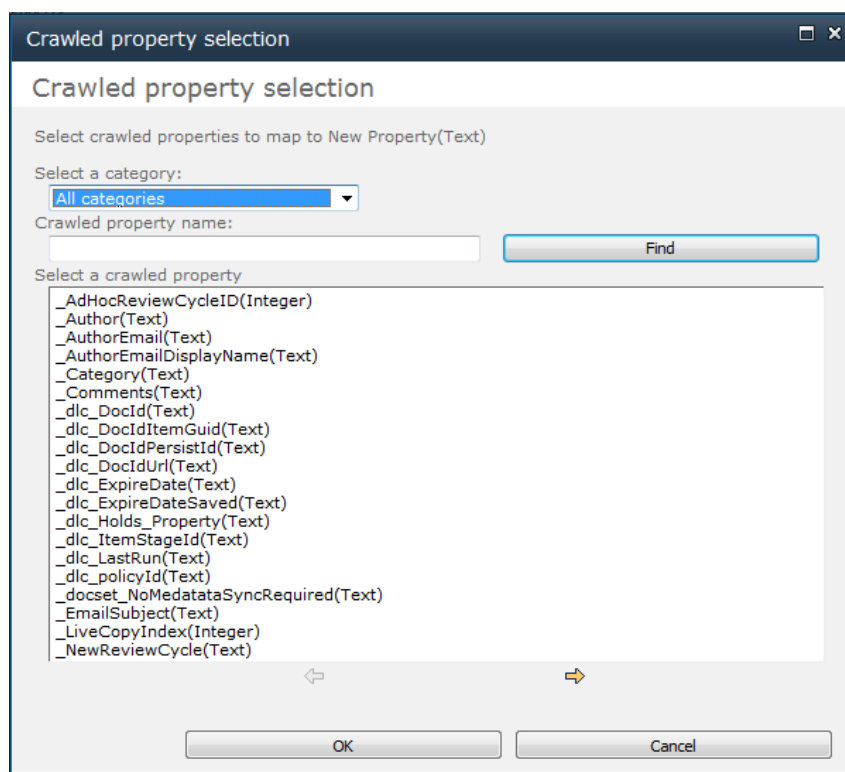 Crawled property selection
Crawled property selection
Select crawled properties to map to New Property(Text)
Select a category:
All categories
Crawled property name:
Find
Select a crawled property
_AdHocReviewCycleID(Integer)
_Author(Text)
_AuthorEmail(Text)
_AuthorEmailDisplayName(Text)
_Category(Text)
_Comments(Text)
_dlc_DocId(Text)
_dlc_DocIdItemGuid(Text)
_dlc_DocIdPersistId(Text)
_dlc_DocIdUrl(Text)
_dlc_ExpireDate(Text)
_dlc_ExpireDateSaved(Text)
_dlc_Holds_Property(Text)
_dlc_ItemStageId(Text)
_dlc_LastRun(Text)
_dlc_policyId(Text)
_docset_NoMedatataSyncRequired(Text)
_EmailSubject(Text)
_LiveCopyIndex(Integer)
_NewReviewCycle(Text)
OK Cancel